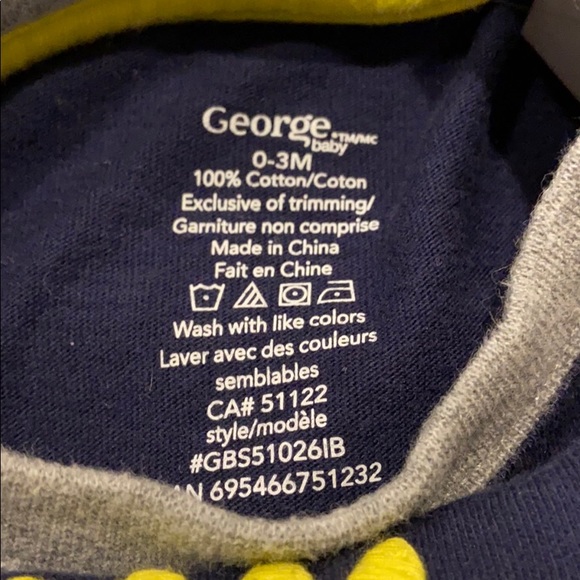 George
baby
*TM/MC
0-3M
100% Cotton/Coton
Exclusive of trimming/
Garniture non comprise
Made in China
Fait en Chine
Wash with like colors
Laver avec des couleurs
semblables
CA# 51122
style/modèle
#GBS51026IB
695466751232